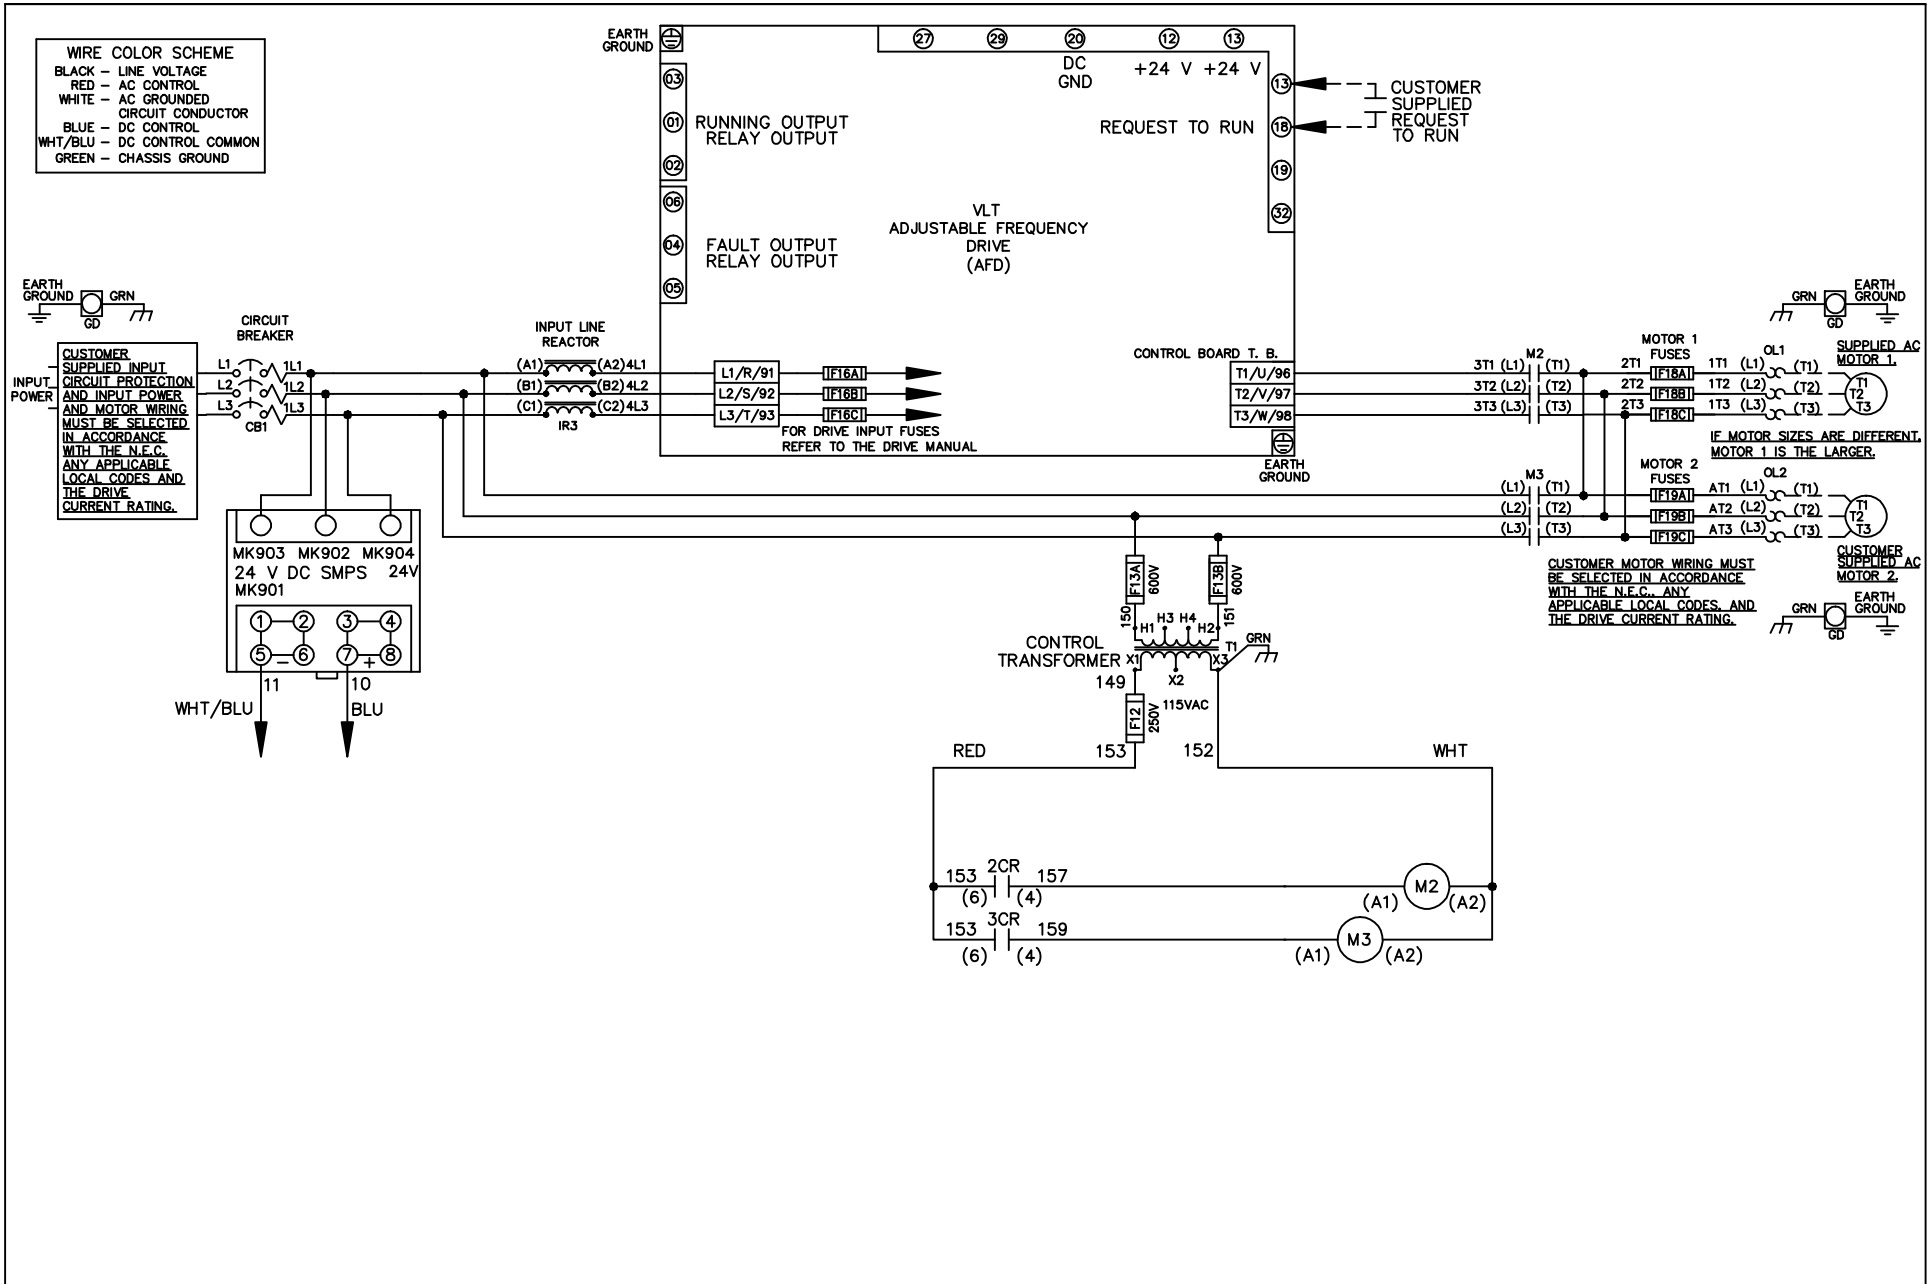 WIRE COLOR SCHEME
BLACK – LINE VOLTAGE
RED – AC CONTROL
WHITE – AC GROUNDED
CIRCUIT CONDUCTOR
BLUE – DC CONTROL
WHT/BLU – DC CONTROL COMMON
GREEN – CHASSIS GROUND
EARTH
GROUND
27 29 20 12 13
DC
GND
+24 V +24 V
03
01
02
RUNNING OUTPUT
RELAY OUTPUT
06
04
05
FAULT OUTPUT
RELAY OUTPUT
VLT
ADJUSTABLE FREQUENCY
DRIVE
(AFD)
13
REQUEST TO RUN 18
19
32
CUSTOMER
SUPPLIED
REQUEST
TO RUN
EARTH
GROUND
GRN
GD
INPUT
POWER
CUSTOMER
SUPPLIED INPUT
CIRCUIT PROTECTION
AND INPUT POWER
AND MOTOR WIRING
MUST BE SELECTED
IN ACCORDANCE
WITH THE N.E.C.
ANY APPLICABLE
LOCAL CODES AND
THE DRIVE
CURRENT RATING.
CIRCUIT
BREAKER
L1 1L1
L2 1L2
L3 1L3
CB1
INPUT LINE
REACTOR
(A1) (A2) 4L1
(B1) (B2) 4L2
(C1) (C2) 4L3
IR3
L1/R/91 F16A
L2/S/92 F16B
L3/T/93 F16C
FOR DRIVE INPUT FUSES
REFER TO THE DRIVE MANUAL
CONTROL BOARD T. B.
T1/U/96
T2/V/97
T3/W/98
EARTH
GROUND
M2
3T1 (L1) (T1)
3T2 (L2) (T2)
3T3 (L3) (T3)
MOTOR 1
FUSES
2T1 F18A 1T1 (L1) (T1)
2T2 F18B 1T2 (L2) (T2)
2T3 F18C 1T3 (L3) (T3)
OL1
T1
T2
T3
GRN
GD
EARTH
GROUND
SUPPLIED AC
MOTOR 1.
IF MOTOR SIZES ARE DIFFERENT,
MOTOR 1 IS THE LARGER.
M3
(L1) (T1)
(L2) (T2)
(L3) (T3)
MOTOR 2
FUSES
F19A AT1 (L1) (T1)
F19B AT2 (L2) (T2)
F19C AT3 (L3) (T3)
OL2
T1
T2
T3
CUSTOMER
SUPPLIED AC
MOTOR 2.
CUSTOMER MOTOR WIRING MUST
BE SELECTED IN ACCORDANCE
WITH THE N.E.C., ANY
APPLICABLE LOCAL CODES, AND
THE DRIVE CURRENT RATING.
GRN
GD
EARTH
GROUND
MK903 MK902 MK904
24 V DC SMPS 24V
MK901
1 2 3 4
5 – 6 7 + 8
11 10
WHT/BLU BLU
F13A
600V
F13B
600V
150 151
H1 H3 H4 H2
CONTROL
TRANSFORMER
T1
GRN
X1 X2 X3
149
115VAC
F12
250V
RED 153 152 WHT
2CR
153 157
(6) (4)
M2
(A1) (A2)
3CR
153 159
(6) (4)
M3
(A1) (A2)